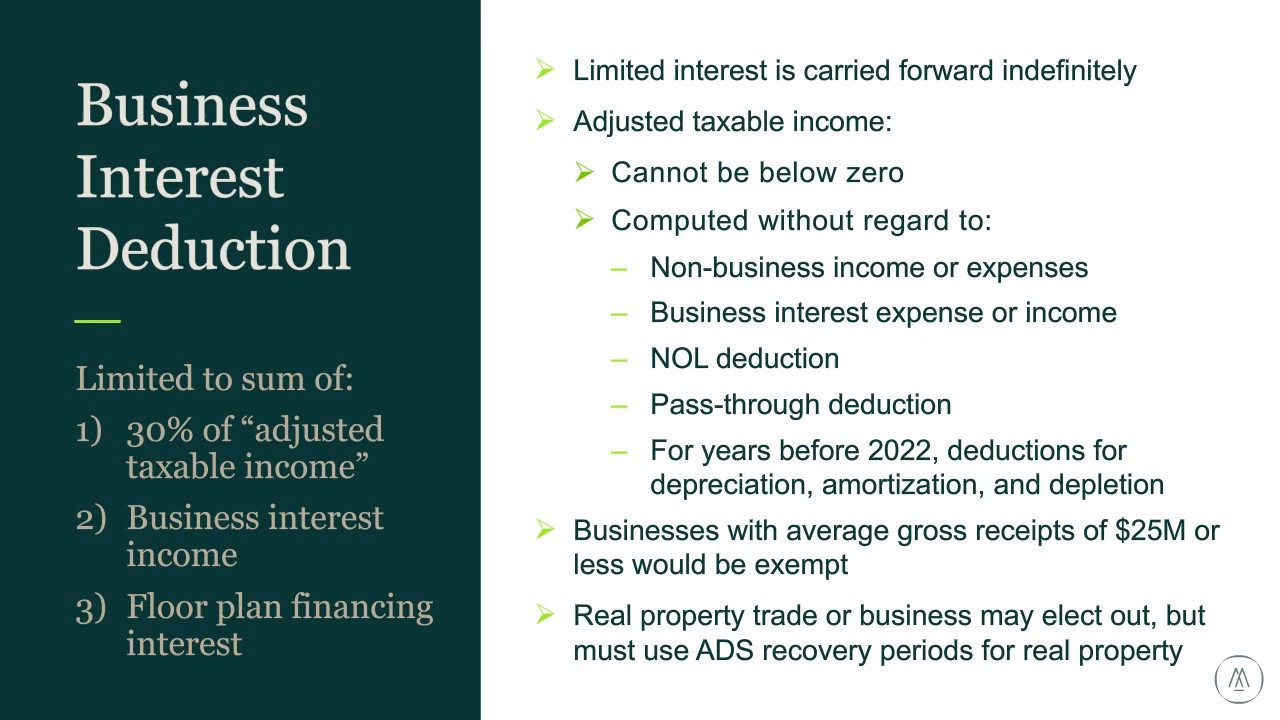 Business
Interest
Deduction
Limited to sum of:
1) 30% of “adjusted
taxable income”
2) Business interest
income
3) Floor plan financing
interest
Limited interest is carried forward indefinitely
Adjusted taxable income:
Cannot be below zero
Computed without regard to:
– Non-business income or expenses
– Business interest expense or income
– NOL deduction
– Pass-through deduction
– For years before 2022, deductions for
depreciation, amortization, and depletion
Businesses with average gross receipts of $25M or
less would be exempt
Real property trade or business may elect out, but
must use ADS recovery periods for real property